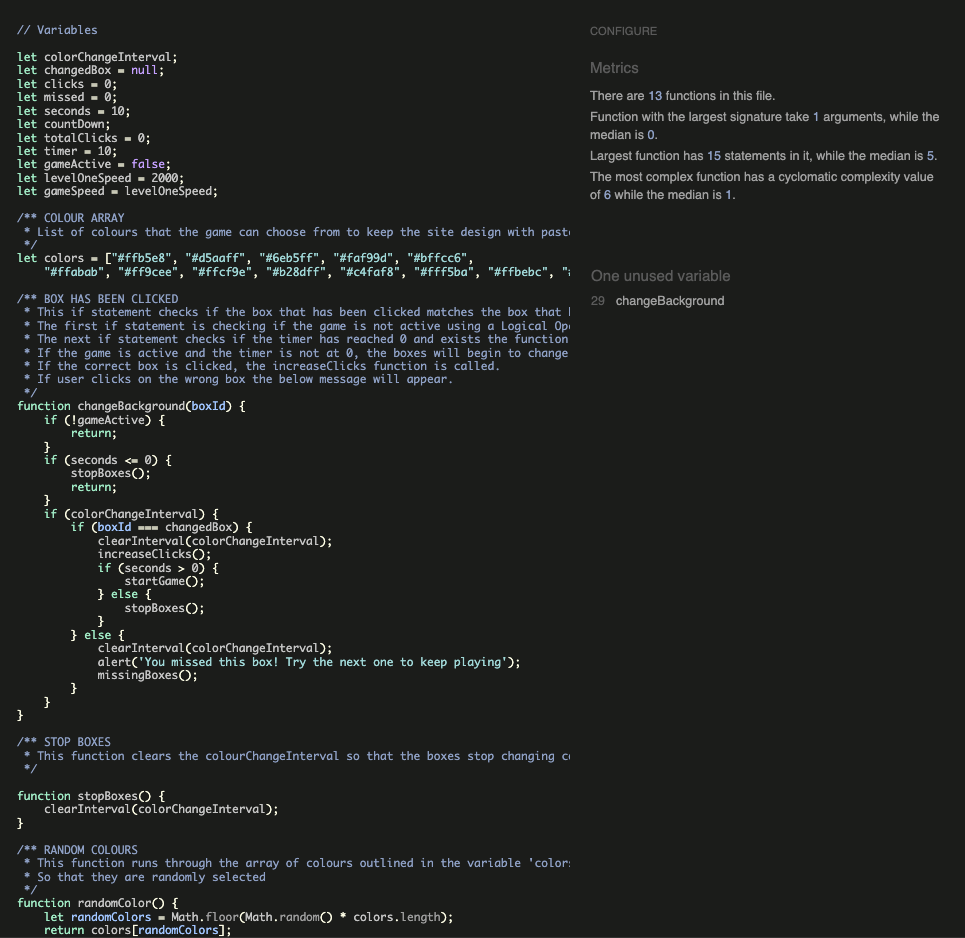 // Variables
let colorChangeInterval;
let changedBox = null;
let clicks = 0;
let missed = 0;
let seconds = 10;
let countDown;
let totalClicks = 0;
let timer = 10;
let gameActive = false;
let levelOneSpeed = 2000;
let gameSpeed = levelOneSpeed;
/** COLOUR ARRAY
* List of colours that the game can choose from to keep the site design with
*/
let colors = ["#ffb5e8", "#d5aaff", "#6eb5ff", "#faf99d", "#bffcc6",
"#ffabab", "#ff9cee", "#ffcf9e", "#b28dff", "#c4faf8", "#fff5ba", "#ffbebc", "
/** BOX HAS BEEN CLICKED
* This if statement checks if the box that has been clicked matches the box that
* The first if statement is checking if the game is not active using a Logical
* The next if statement checks if the timer has reached 0 and exists the function
* If the game is active and the timer is not at 0, the boxes will begin to change
* If the correct box is clicked, the increaseClicks function is called.
* If user clicks on the wrong box the below message will appear.
*/
function changeBackground(boxId) {
if (!gameActive) {
return;
}
if (seconds <= 0) {
stopBoxes();
return;
}
if (colorChangeInterval) {
if (boxId === changedBox) {
clearInterval(colorChangeInterval);
increaseClicks();
if (seconds > 0) {
startGame();
} else {
stopBoxes();
}
} else {
clearInterval(colorChangeInterval);
alert('You missed this box! Try the next one to keep playing');
missingBoxes();
}
}
}
/** STOP BOXES
* This function clears the colourChangeInterval so that the boxes stop changing
*/
function stopBoxes() {
clearInterval(colorChangeInterval);
}
/** RANDOM COLOURS
* This function runs through the array of colours outlined in the variable 'colors
* So that they are randomly selected
*/
function randomColor() {
let randomColors = Math.floor(Math.random() * colors.length);
return colors[randomColors];
CONFIGURE
Metrics
There are 13 functions in this file.
Function with the largest signature take 1 arguments, while the
median is 0.
Largest function has 15 statements in it, while the median is 5.
The most complex function has a cyclomatic complexity value
of 6 while the median is 1.
One unused variable
29 changeBackground